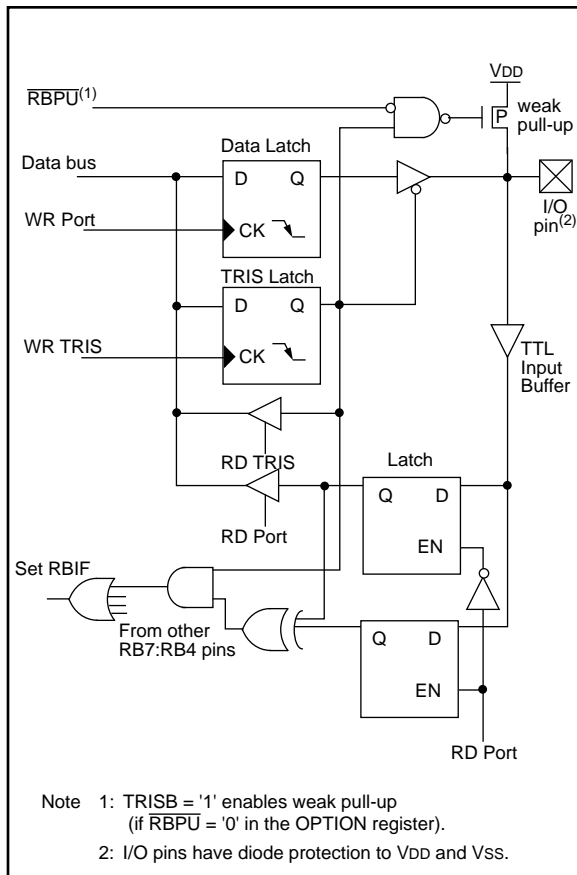 VDD
RBPU(1)
weak
pull-up
P
Data Latch
Data bus
D Q
I/O
pin(2)
WR Port
CK
TRIS Latch
D Q
TTL
Input
Buffer
WR TRIS
CK
RD TRIS
Latch
Q D
RD Port
EN
Set RBIF
From other
RB7:RB4 pins
Q D
EN
RD Port
Note 1: TRISB = '1' enables weak pull-up
(if RBPU = '0' in the OPTION register).
2: I/O pins have diode protection to VDD and VSS.